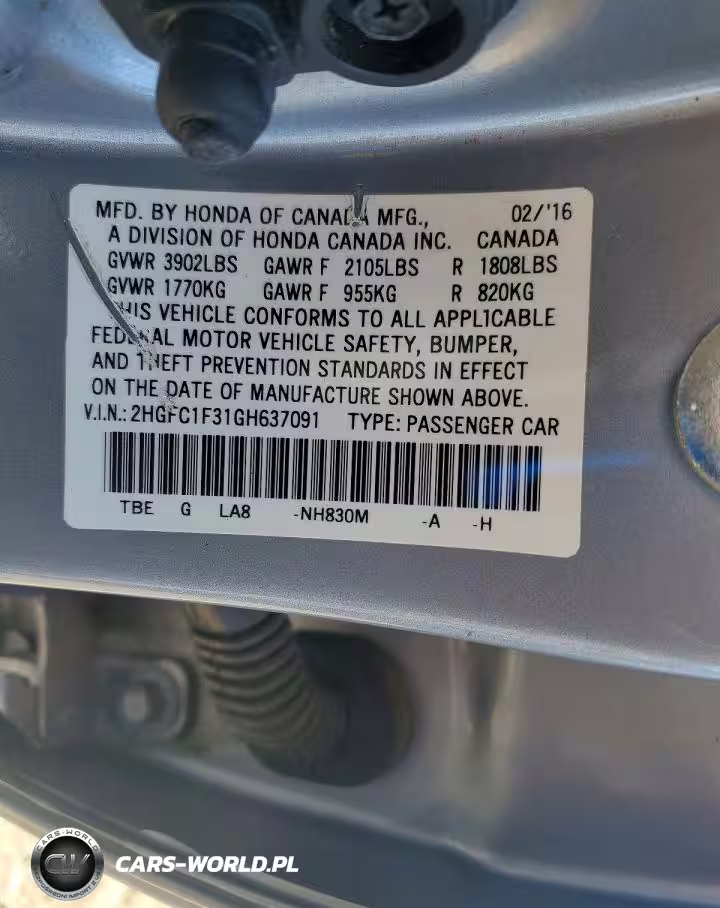 MFD. BY HONDA OF CANADA MFG., 02/'16
A DIVISION OF HONDA CANADA INC. CANADA
GVWR 3902LBS GAWR F 2105LBS R 1808LBS
GVWR 1770KG GAWR F 955KG R 820KG
THIS VEHICLE CONFORMS TO ALL APPLICABLE
FEDERAL MOTOR VEHICLE SAFETY, BUMPER,
AND THEFT PREVENTION STANDARDS IN EFFECT
ON THE DATE OF MANUFACTURE SHOWN ABOVE.
V.I.N.: 2HGFC1F31GH637091 TYPE: PASSENGER CAR
TBE G LA8 -NH830M -A -H
CARS-WORLD
CW
CARS-WORLD.PL